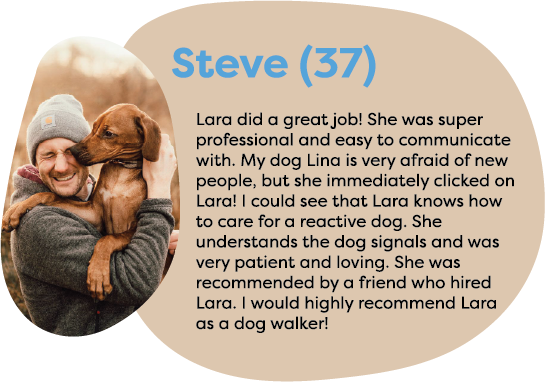 Steve (37)
Lara did a great job! She was super
professional and easy to communicate
with. My dog Lina is very afraid of new
people, but she immediately clicked on
Lara! I could see that Lara knows how
to care for a reactive dog. She
understands the dog signals and was
very patient and loving. She was
recommended by a friend who hired
Lara. I would highly recommend Lara
as a dog walker!